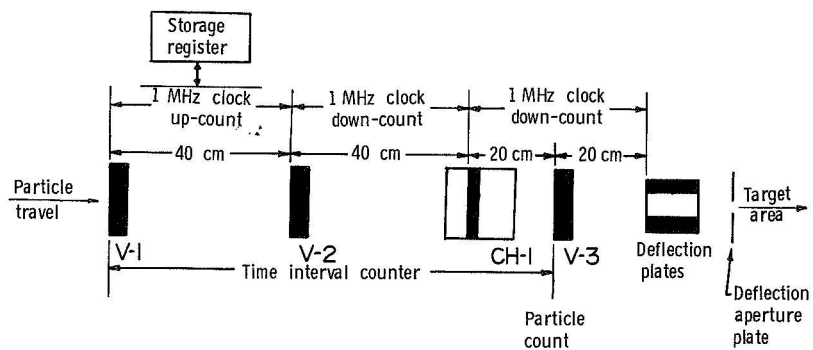 Storage
register
1 MHz clock
up-count
1 MHz clock
down-count
1 MHz clock
down-count
40 cm
40 cm
20 cm
20 cm
Particle
travel
Target
area
V-1
V-2
CH-1
V-3
Deflection
plates
Time interval counter
Deflection
aperture
plate
Particle
count